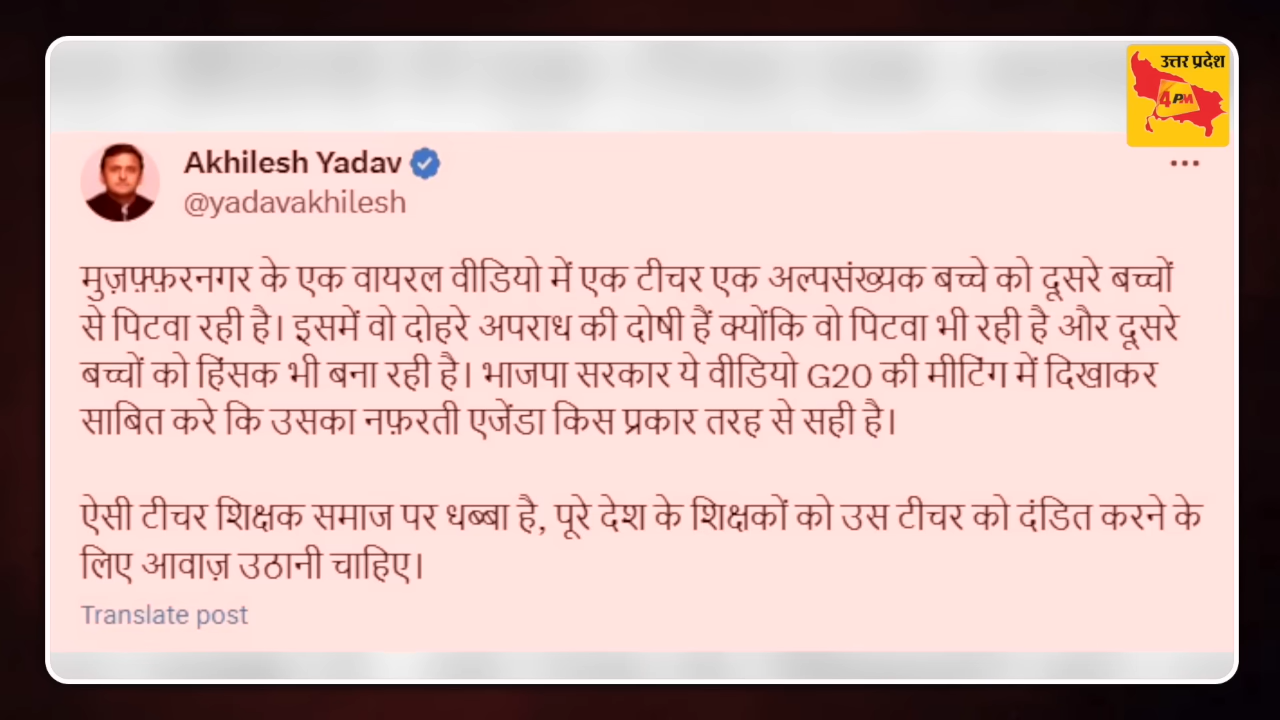 उत्तर प्रदेश
4PM
Akhilesh Yadav
@yadavakhilesh
मुज़फ़्फ़रनगर के एक वायरल वीडियो में एक टीचर एक अल्पसंख्यक बच्चे को दूसरे बच्चों
से पिटवा रही है। इसमें वो दोहरे अपराध की दोषी हैं क्योंकि वो पिटवा भी रही है और दूसरे
बच्चों को हिंसक भी बना रही है। भाजपा सरकार ये वीडियो G20 की मीटिंग में दिखाकर
साबित करे कि उसका नफ़रती एजेंडा किस प्रकार तरह से सही है।
ऐसी टीचर शिक्षक समाज पर धब्बा है, पूरे देश के शिक्षकों को उस टीचर को दंडित करने के
लिए आवाज़ उठानी चाहिए।
Translate post